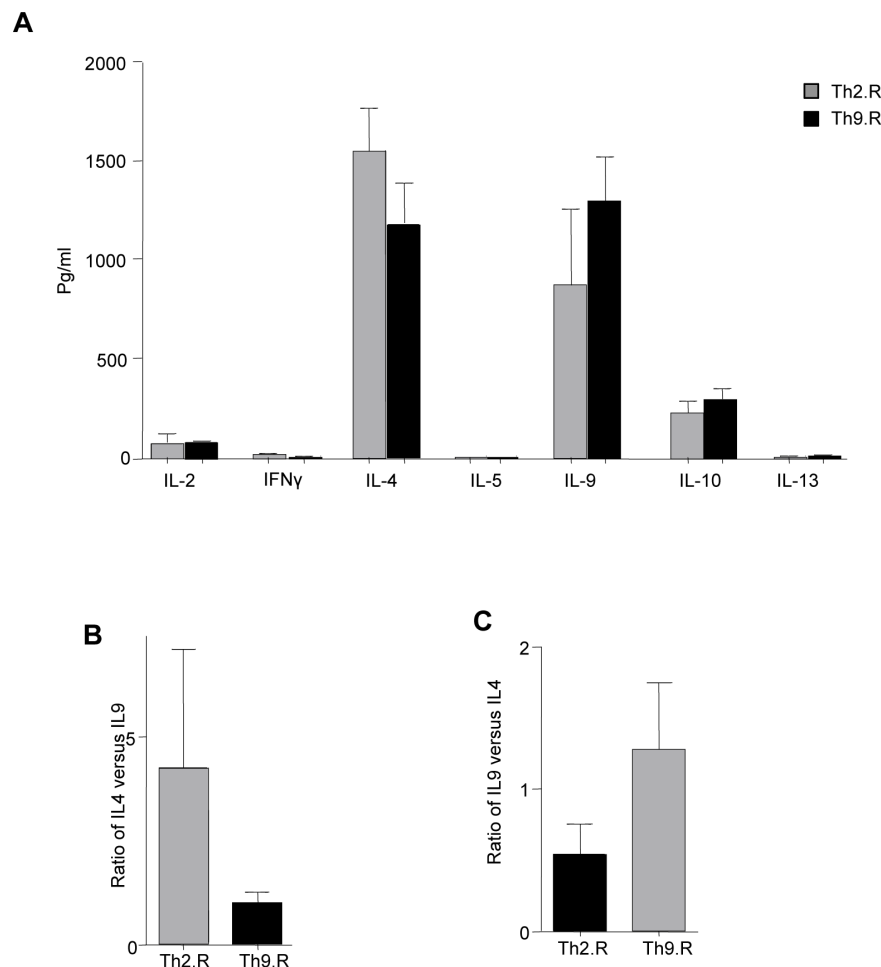 A
2000
1500
1000
500
0
Pg/ml
Th2.R
Th9.R
IL-2 IFNγ IL-4 IL-5 IL-9 IL-10 IL-13
B
Ratio of IL4 versus IL9
5
0
Th2.R Th9.R
C
Ratio of IL9 versus IL4
2
1
0
Th2.R Th9.R